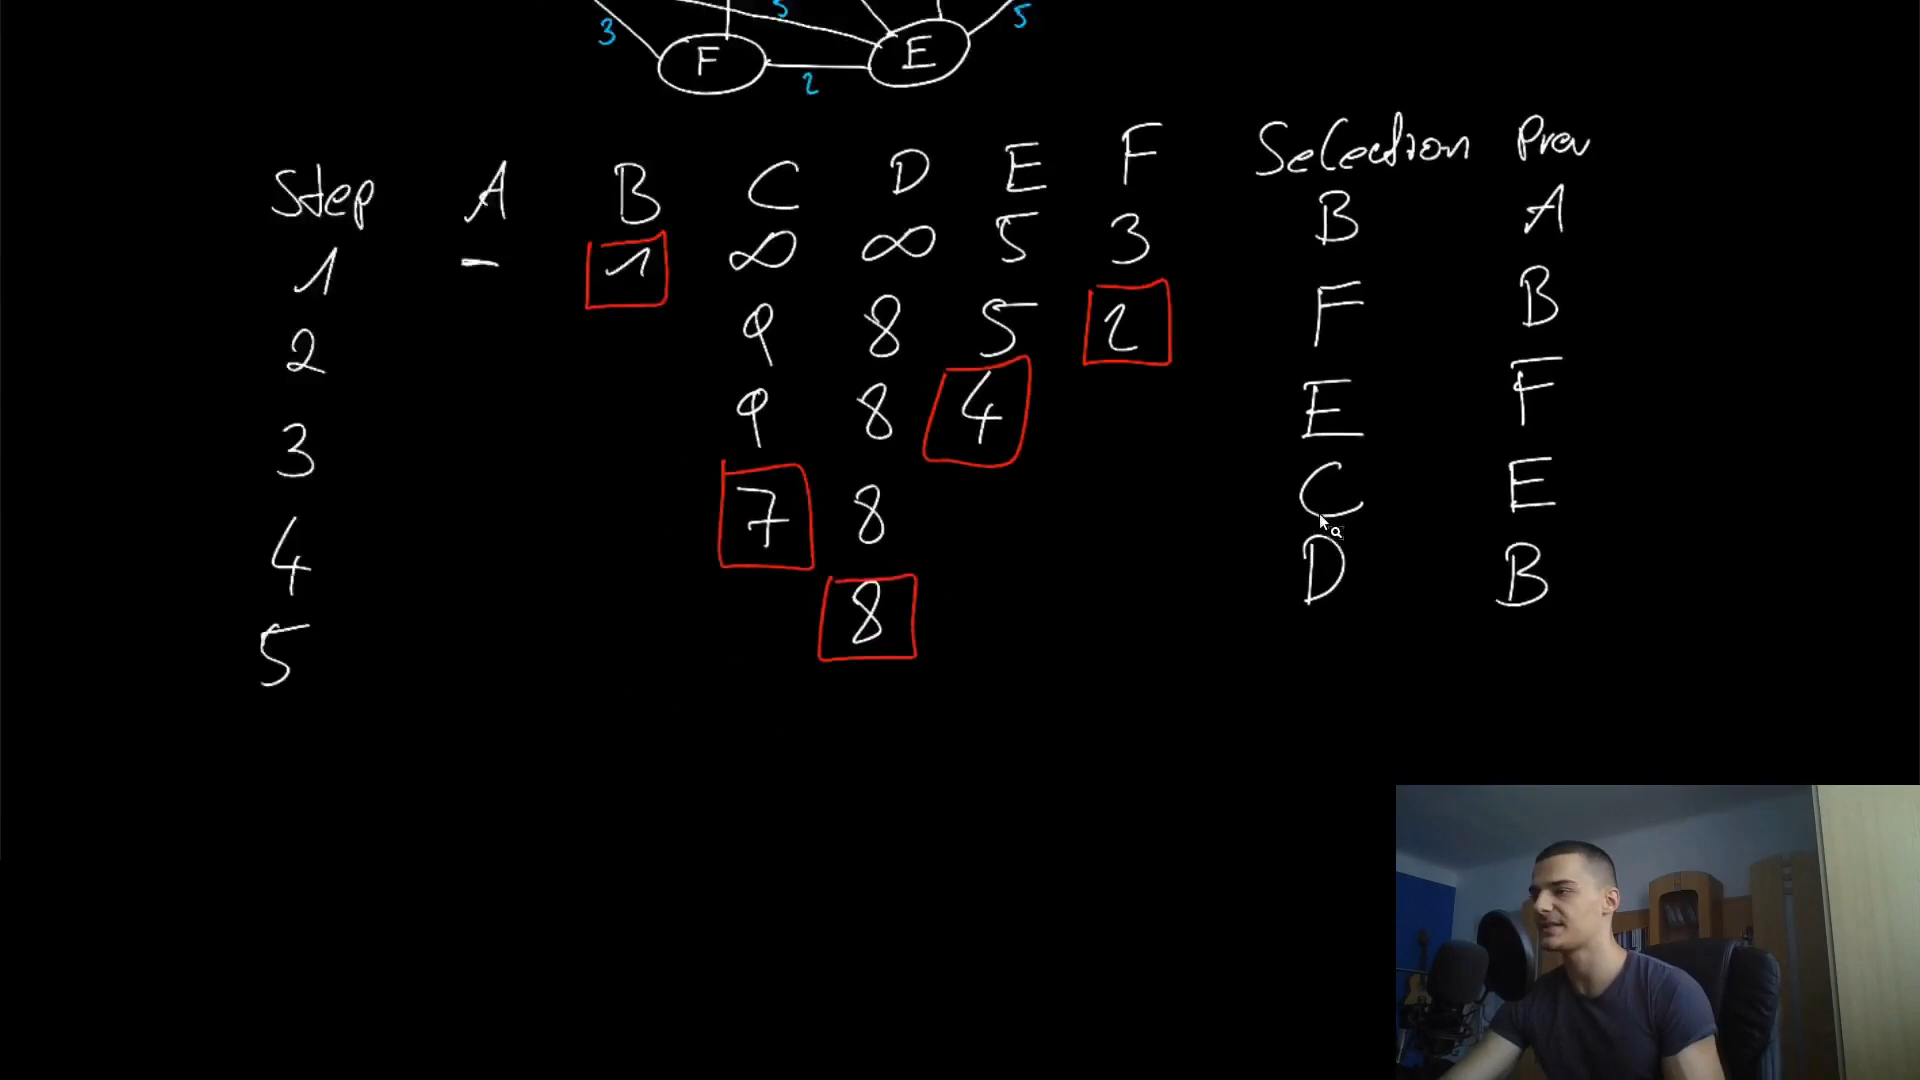 5
3 5
F E
2
Step A B C D E F Selection Prev
1 - 1 ∞ ∞ 5 3 B A
2 9 8 5 2 F B
3 9 8 4 E F
4 7 8 C E
5 8 D B